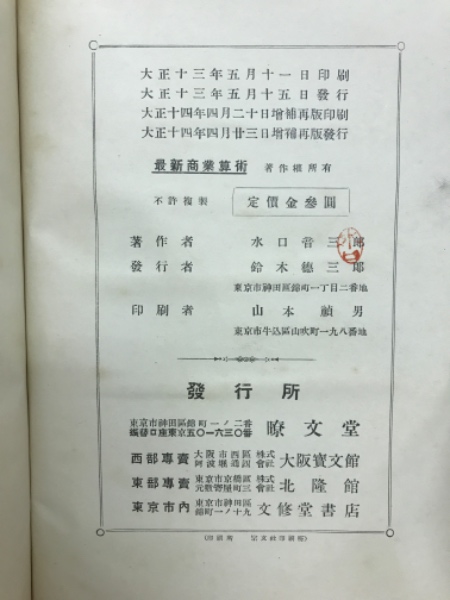 大正十三年五月十一日印刷
大正十三年五月十五日發行
大正十四年四月二十日增補再版印刷
大正十四年四月廿三日增補再版發行
最新商業算術 著作權所有
不許複製 定價金參圓
著作者 水口音三郎
發行者 鈴木德三郎
東京市神田區錦町一丁目二番地
印刷者 山本禎男
東京市牛込區山吹町一九八番地
發行所
東京市神田區錦町一ノ二番
振替口座東京五〇一六三〇番 瞭文堂
西部專賣 大阪市西區 阿波堀通四 株式會社 大阪寶文館
東部專賣 東京市京橋區 元數寄屋町三 株式會社 北隆館
東京市內 東京市神田區 錦町一ノ十九 文修堂書店